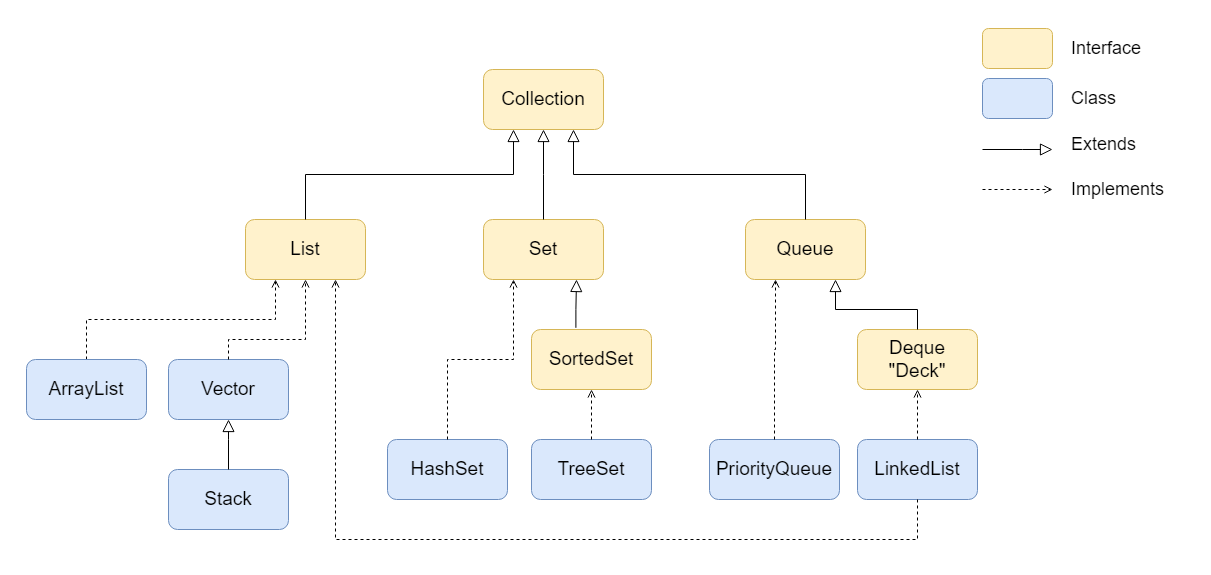 Interface
Collection
Class
Extends
Implements
List
Set
Queue
SortedSet
Deque
"Deck"
ArrayList
Vector
HashSet
TreeSet
PriorityQueue
LinkedList
Stack